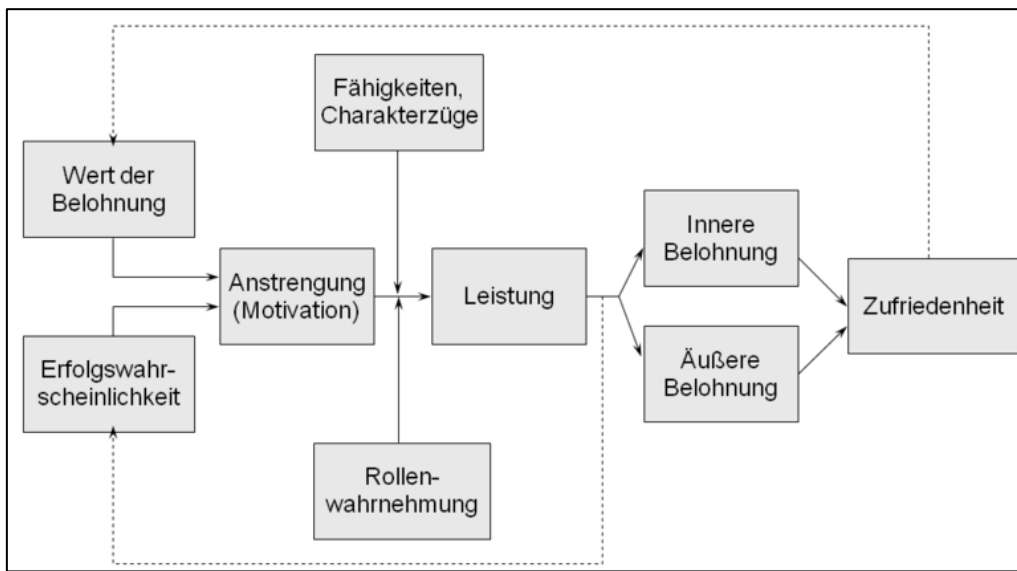 Fähigkeiten,
Charakterzüge
Wert der
Belohnung
Anstrengung
(Motivation)
Leistung
Innere
Belohnung
Zufriedenheit
Erfolgswahr-
scheinlichkeit
Äußere
Belohnung
Rollen-
wahrnehmung